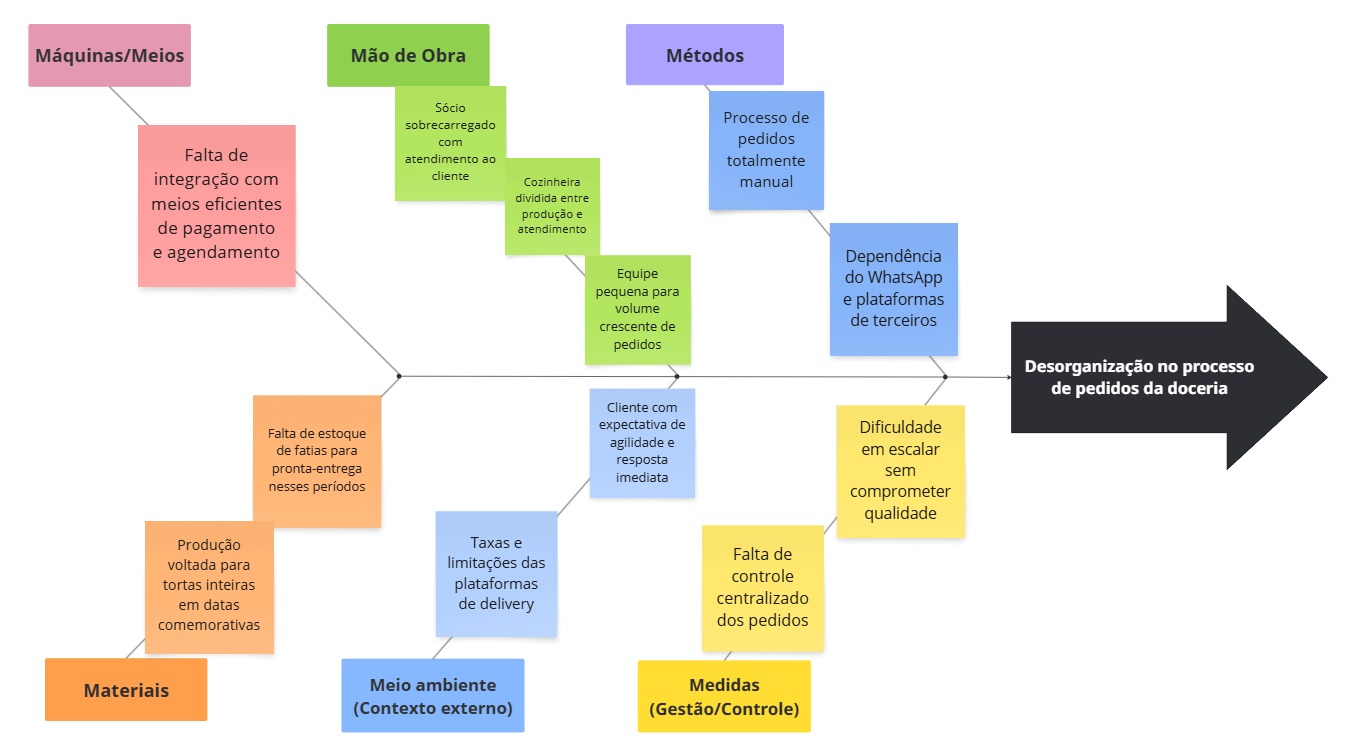 Máquinas/Meios
Mão de Obra
Métodos
Falta de
integração com
meios eficientes
de pagamento
e agendamento
Sócio
sobrecarregado
com
atendimento ao
cliente
Cozinheira
dividida entre
produção e
atendimento
Equipe
pequena para
volume
crescente de
pedidos
Processo de
pedidos
totalmente
manual
Dependência
do WhatsApp
e plataformas
de terceiros
Desorganização no processo
de pedidos da doceria
Falta de estoque
de fatias para
pronta-entrega
nesses períodos
Produção
voltada para
tortas inteiras
em datas
comemorativas
Materiais
Cliente com
expectativa de
agilidade e
resposta
imediata
Taxas e
limitações das
plataformas
de delivery
Meio ambiente
(Contexto externo)
Dificuldade
em escalar
sem
comprometer
qualidade
Falta de
controle
centralizado
dos pedidos
Medidas
(Gestão/Controle)